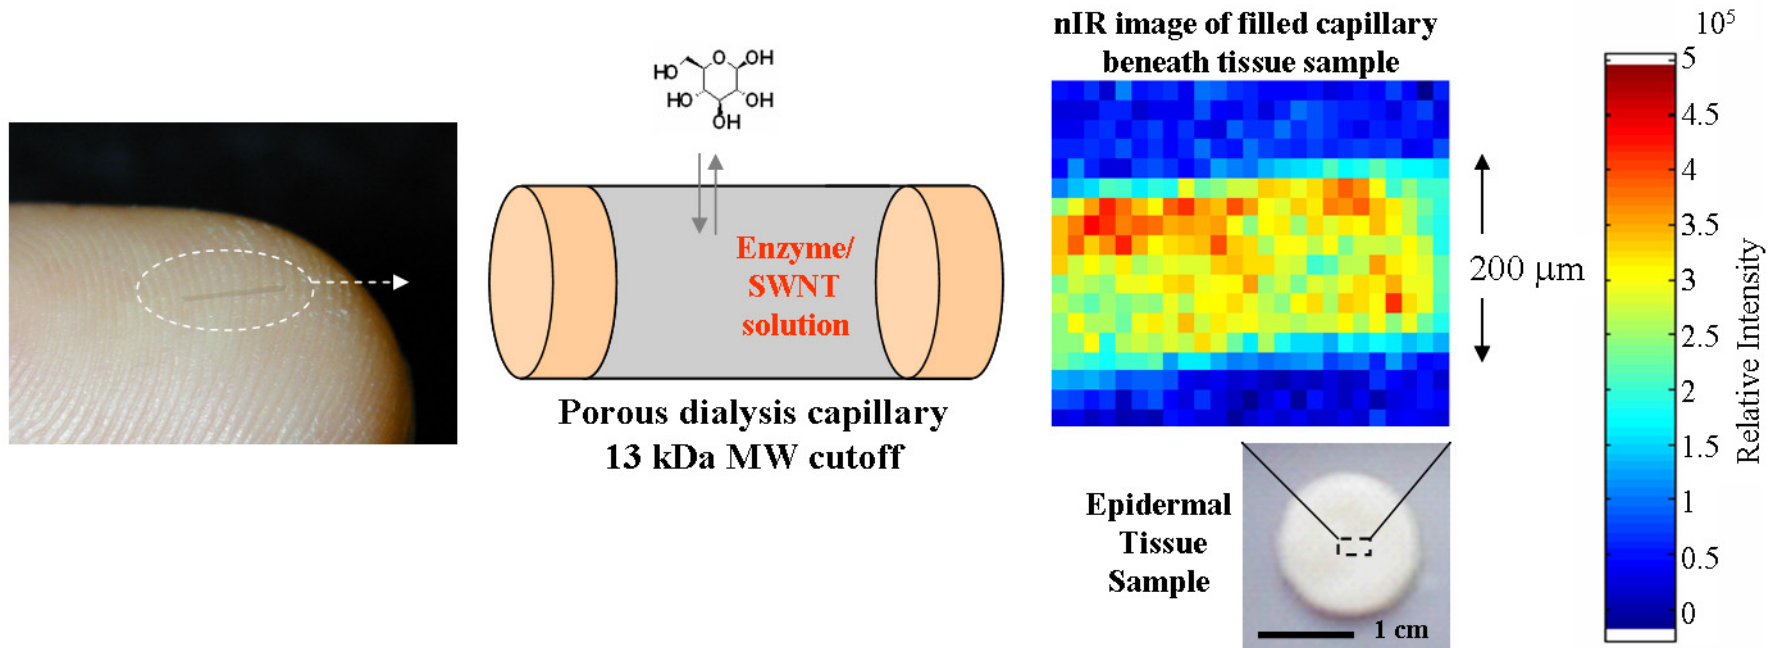 nIR image of filled capillary
beneath tissue sample
10⁵
HO
O
OH
HO
OH
OH
Enzyme/
SWNT
solution
Porous dialysis capillary
13 kDa MW cutoff
200 μm
5
4.5
4
3.5
3
2.5
2
1.5
1
0.5
0
Relative Intensity
Epidermal
Tissue
Sample
1 cm